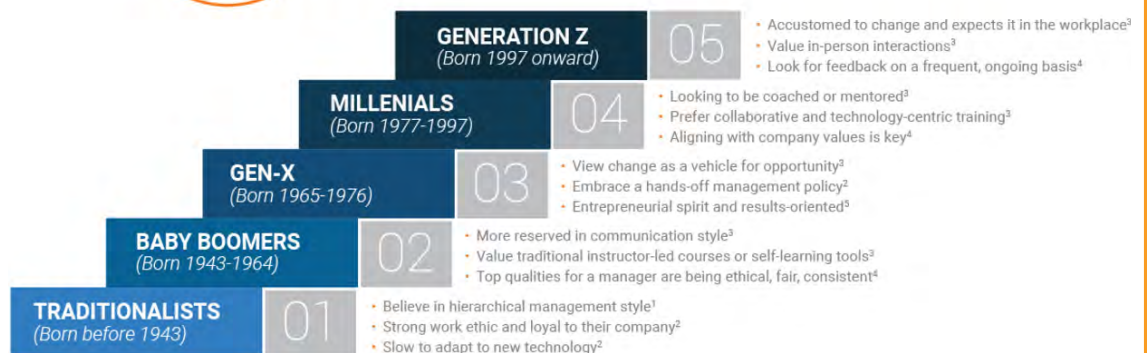 GENERATION Z
(Born 1997 onward)
05
• Accustomed to change and expects it in the workplace³
• Value in-person interactions³
• Look for feedback on a frequent, ongoing basis⁴
MILLENIALS
(Born 1977-1997)
04
• Looking to be coached or mentored³
• Prefer collaborative and technology-centric training³
• Aligning with company values is key⁴
GEN-X
(Born 1965-1976)
03
• View change as a vehicle for opportunity³
• Embrace a hands-off management policy²
• Entrepreneurial spirit and results-oriented⁵
BABY BOOMERS
(Born 1943-1964)
02
• More reserved in communication style³
• Value traditional instructor-led courses or self-learning tools³
• Top qualities for a manager are being ethical, fair, consistent⁴
TRADITIONALISTS
(Born before 1943)
01
• Believe in hierarchical management style¹
• Strong work ethic and loyal to their company²
• Slow to adapt to new technology²